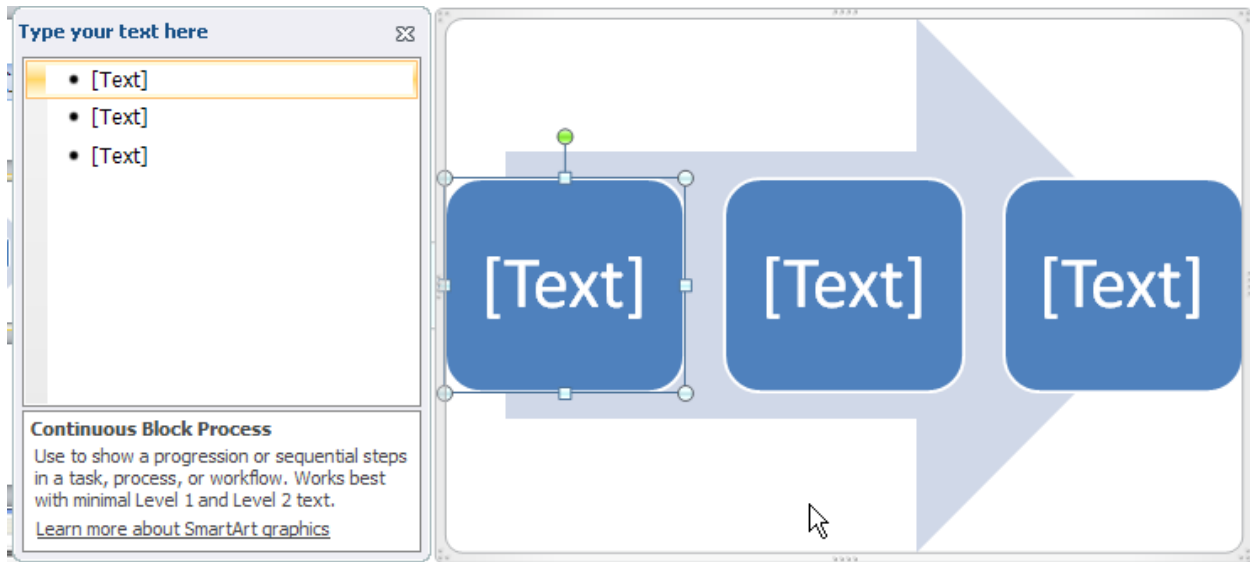 Type your text here
• [Text]
• [Text]
• [Text]
Continuous Block Process
Use to show a progression or sequential steps
in a task, process, or workflow. Works best
with minimal Level 1 and Level 2 text.
Learn more about SmartArt graphics
[Text] [Text] [Text]